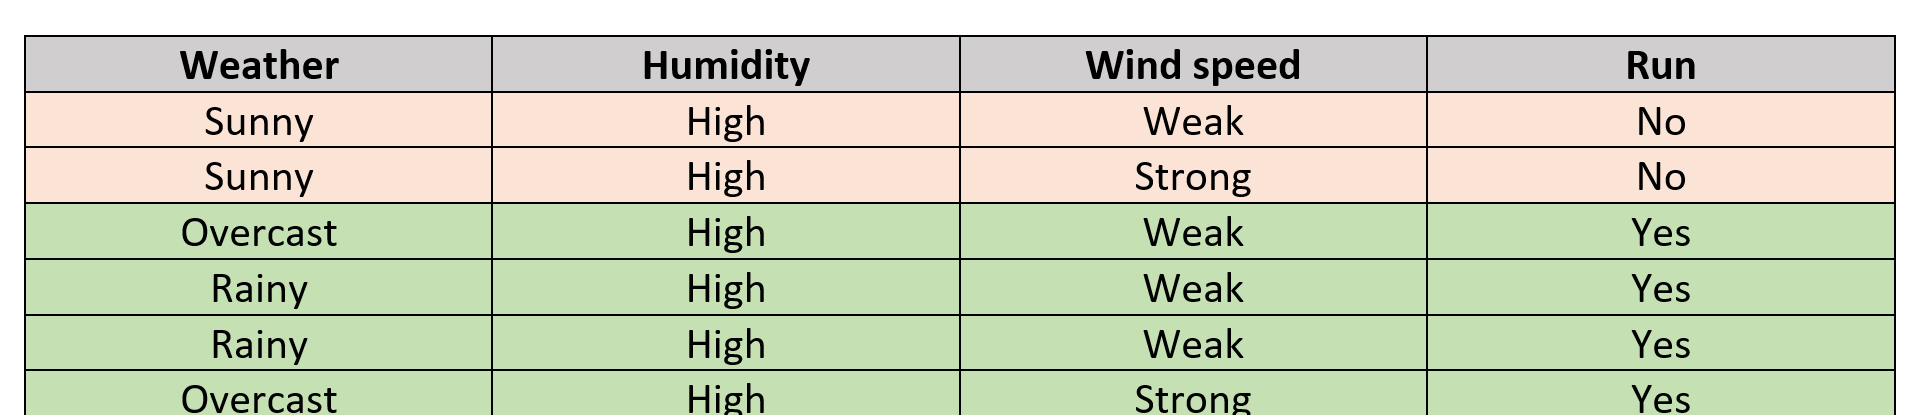 Weather Humidity Wind speed Run
Sunny High Weak No
Sunny High Strong No
Overcast High Weak Yes
Rainy High Weak Yes
Rainy High Weak Yes
Overcast High Strong Yes